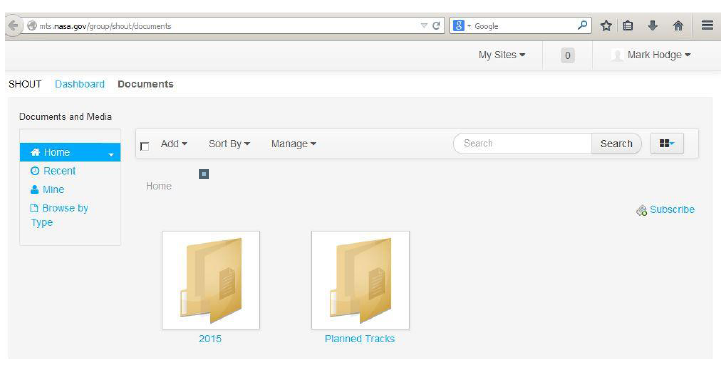 mts.nasa.gov/group/shout/documents
Google
My Sites
0
Mark Hodge
SHOUT Dashboard Documents
Documents and Media
Home
Recent
Mine
Browse by
Type
Add Sort By Manage
Search
Search
Home
Subscribe
2015
Planned Tracks